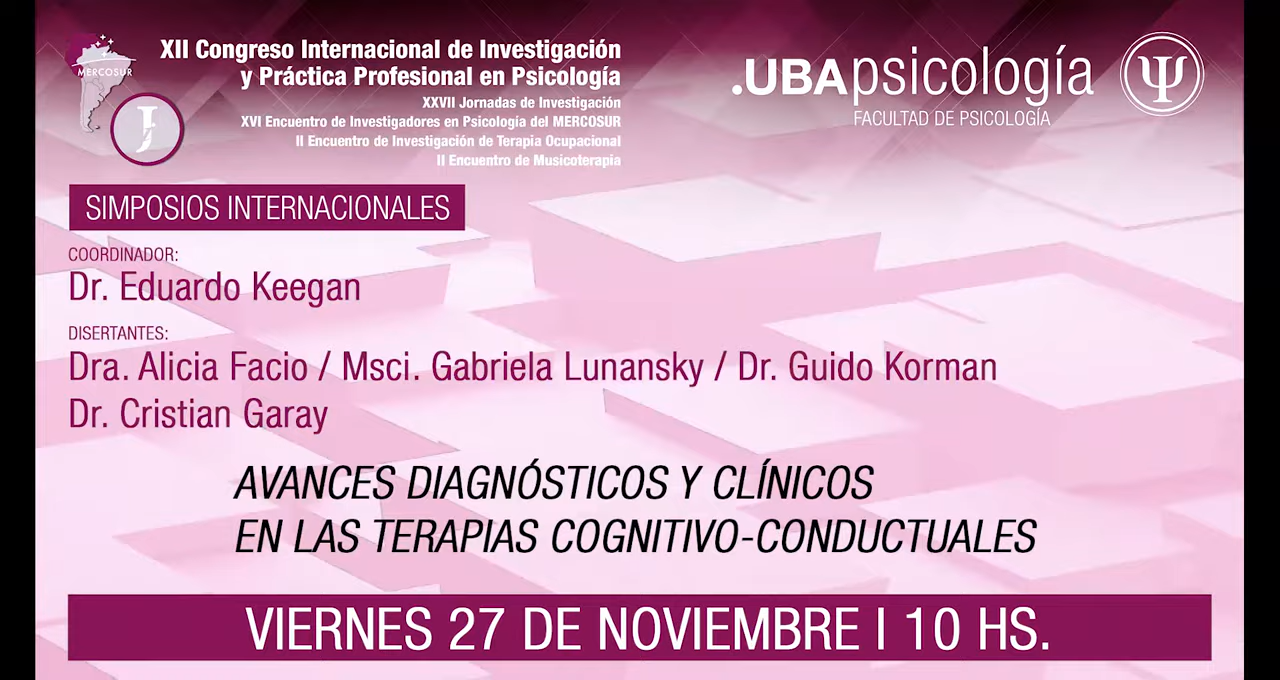 MERCOSUR
J
XII Congreso Internacional de Investigación
y Práctica Profesional en Psicología
XXVII Jornadas de Investigación
XVI Encuentro de Investigadores en Psicología del MERCOSUR
II Encuentro de Investigación de Terapia Ocupacional
II Encuentro de Musicoterapia
.UBApsicología
FACULTAD DE PSICOLOGÍA
Ψ
SIMPOSIOS INTERNACIONALES
COORDINADOR:
Dr. Eduardo Keegan
DISERTANTES:
Dra. Alicia Facio / Msci. Gabriela Lunansky / Dr. Guido Korman
Dr. Cristian Garay
AVANCES DIAGNÓSTICOS Y CLÍNICOS
EN LAS TERAPIAS COGNITIVO-CONDUCTUALES
VIERNES 27 DE NOVIEMBRE | 10 HS.